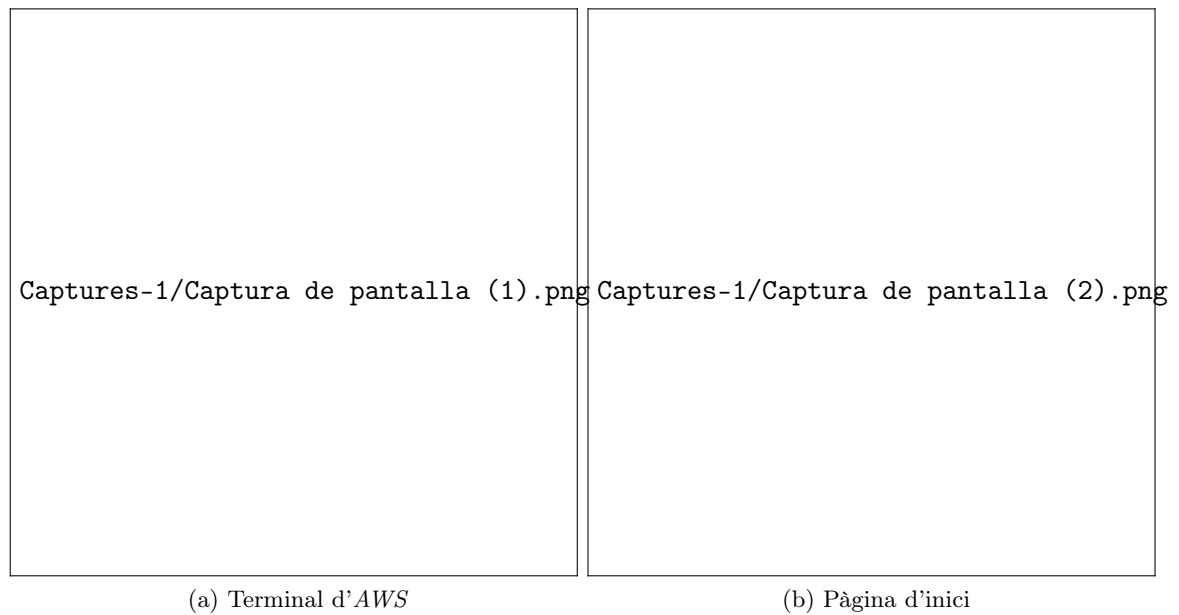 Captures-1/Captura de pantalla (1).png
Captures-1/Captura de pantalla (2).png
(a) Terminal d'AWS
(b) Pàgina d'inici